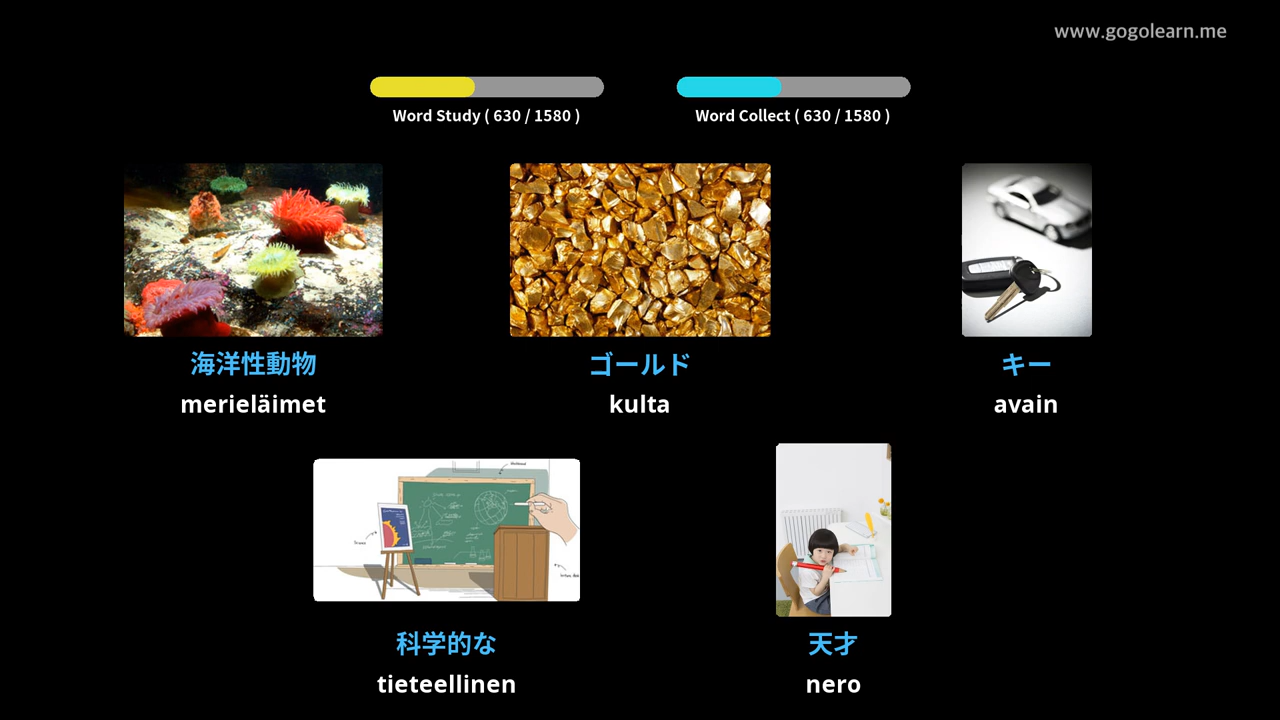 www.gogolearn.me
Word Study ( 630 / 1580 )
Word Collect ( 630 / 1580 )
海洋性動物
merieläimet
ゴールド
kulta
キー
avain
科学的な
tieteellinen
天才
nero